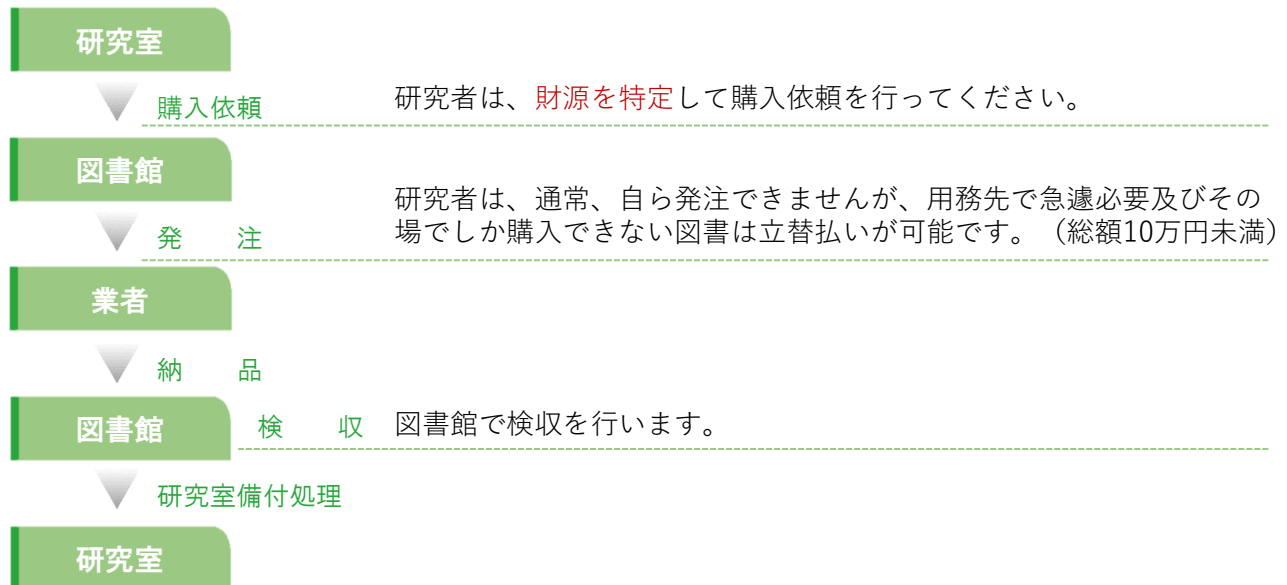 研究室
購入依頼
研究者は、財源を特定して購入依頼を行ってください。
図書館
発　　注
研究者は、通常、自ら発注できませんが、用務先で急遽必要及びその
場でしか購入できない図書は立替払いが可能です。（総額10万円未満）
業者
納　　品
図書館
検　　収
図書館で検収を行います。
研究室備付処理
研究室